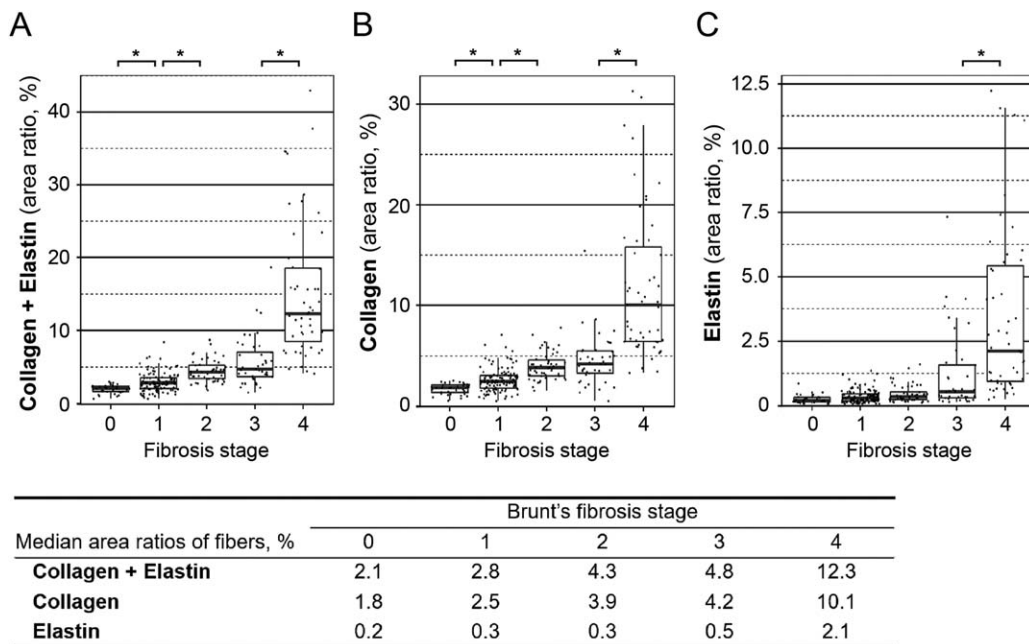 A
B
C
* * *
* * *
*
Collagen + Elastin (area ratio, %)
40
30
20
10
0
0 1 2 3 4
Fibrosis stage
Collagen (area ratio, %)
30
20
10
0
0 1 2 3 4
Fibrosis stage
Elastin (area ratio, %)
12.5
10.0
7.5
5.0
2.5
0
0 1 2 3 4
Fibrosis stage
Brunt's fibrosis stage
Median area ratios of fibers, % 0 1 2 3 4
Collagen + Elastin 2.1 2.8 4.3 4.8 12.3
Collagen 1.8 2.5 3.9 4.2 10.1
Elastin 0.2 0.3 0.3 0.5 2.1